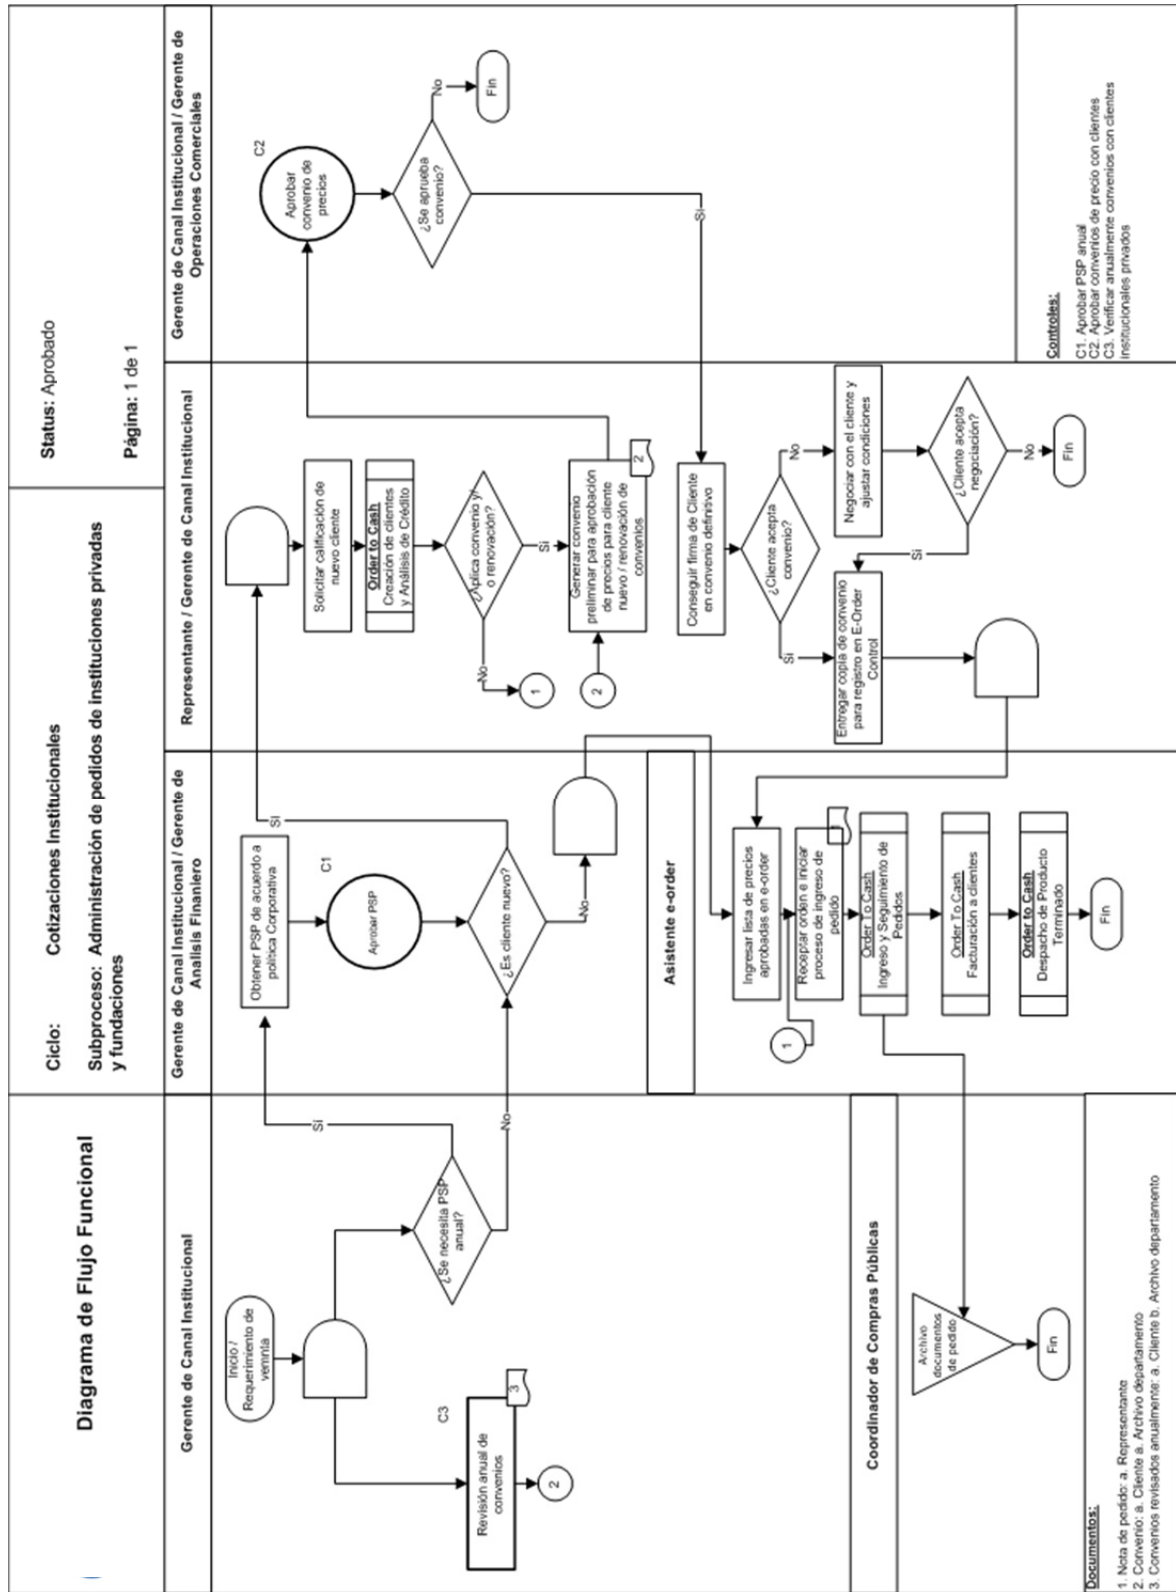 Diagrama de Flujo Funcional
Ciclo: Cotizaciones Institucionales
Subproceso: Administración de pedidos de instituciones privadas
y fundaciones
Status: Aprobado
Página: 1 de 1
Gerente de Canal Institucional
Inicio /
Requerimiento de
vemnta
¿Se necesita PSP
anual?
Sí
No
C3
Revisión anual de
convenios
3
2
Coordinador de Compras Públicas
Archivo
documentos
de pedido
Fin
Documentos:
1. Nota de pedido: a. Representante
2. Convenio: a. Cliente a. Archivo departamento
3. Convenios revisados anualmente: a. Cliente b. Archivo departamento
Gerente de Canal Institucional / Gerente de
Analísis Finaniero
Obtener PSP de acuerdo a
política Corporativa
C1
Aprobar PSP
¿Es cliente nuevo?
Sí
No
Asistente e-order
Ingresar lista de precios
aprobadas en e-order
Receptar orden e iniciar
proceso de ingreso de
pedido
1
1
Order To Cash
Ingreso y Seguimiento de
Pedidos
Order To Cash
Facturación a clientes
Order to Cash
Despacho de Producto
Terminado
Fin
Representante / Gerente de Canal Institucional
Solicitar calificación de
nuevo cliente
Order to Cash
Creación de clientes
y Análisis de Crédito
¿Aplica convenio y/
o renovación?
No
Sí
1
Generar convenio
preliminar para aprobación
de precios para cliente
nuevo / renovación de
convenios
2
2
Conseguir firma de Cliente
en convenio definitivo
¿Cliente acepta
convenio?
Sí
No
Entregar copia de convenio
para registro en E-Order
Control
Negociar con el cliente y
ajustar condiciones
¿Cliente acepta
negociación?
Sí
No
Fin
Gerente de Canal Institucional / Gerente de
Operaciones Comerciales
C2
Aprobar
convenio de
precios
¿Se aprueba
convenio?
No
Fin
Sí
Controles:
C1. Aprobar PSP anual
C2. Aprobar convenios de precio con clientes
C3. Verificar anualmente convenios con clientes
institucionales privados